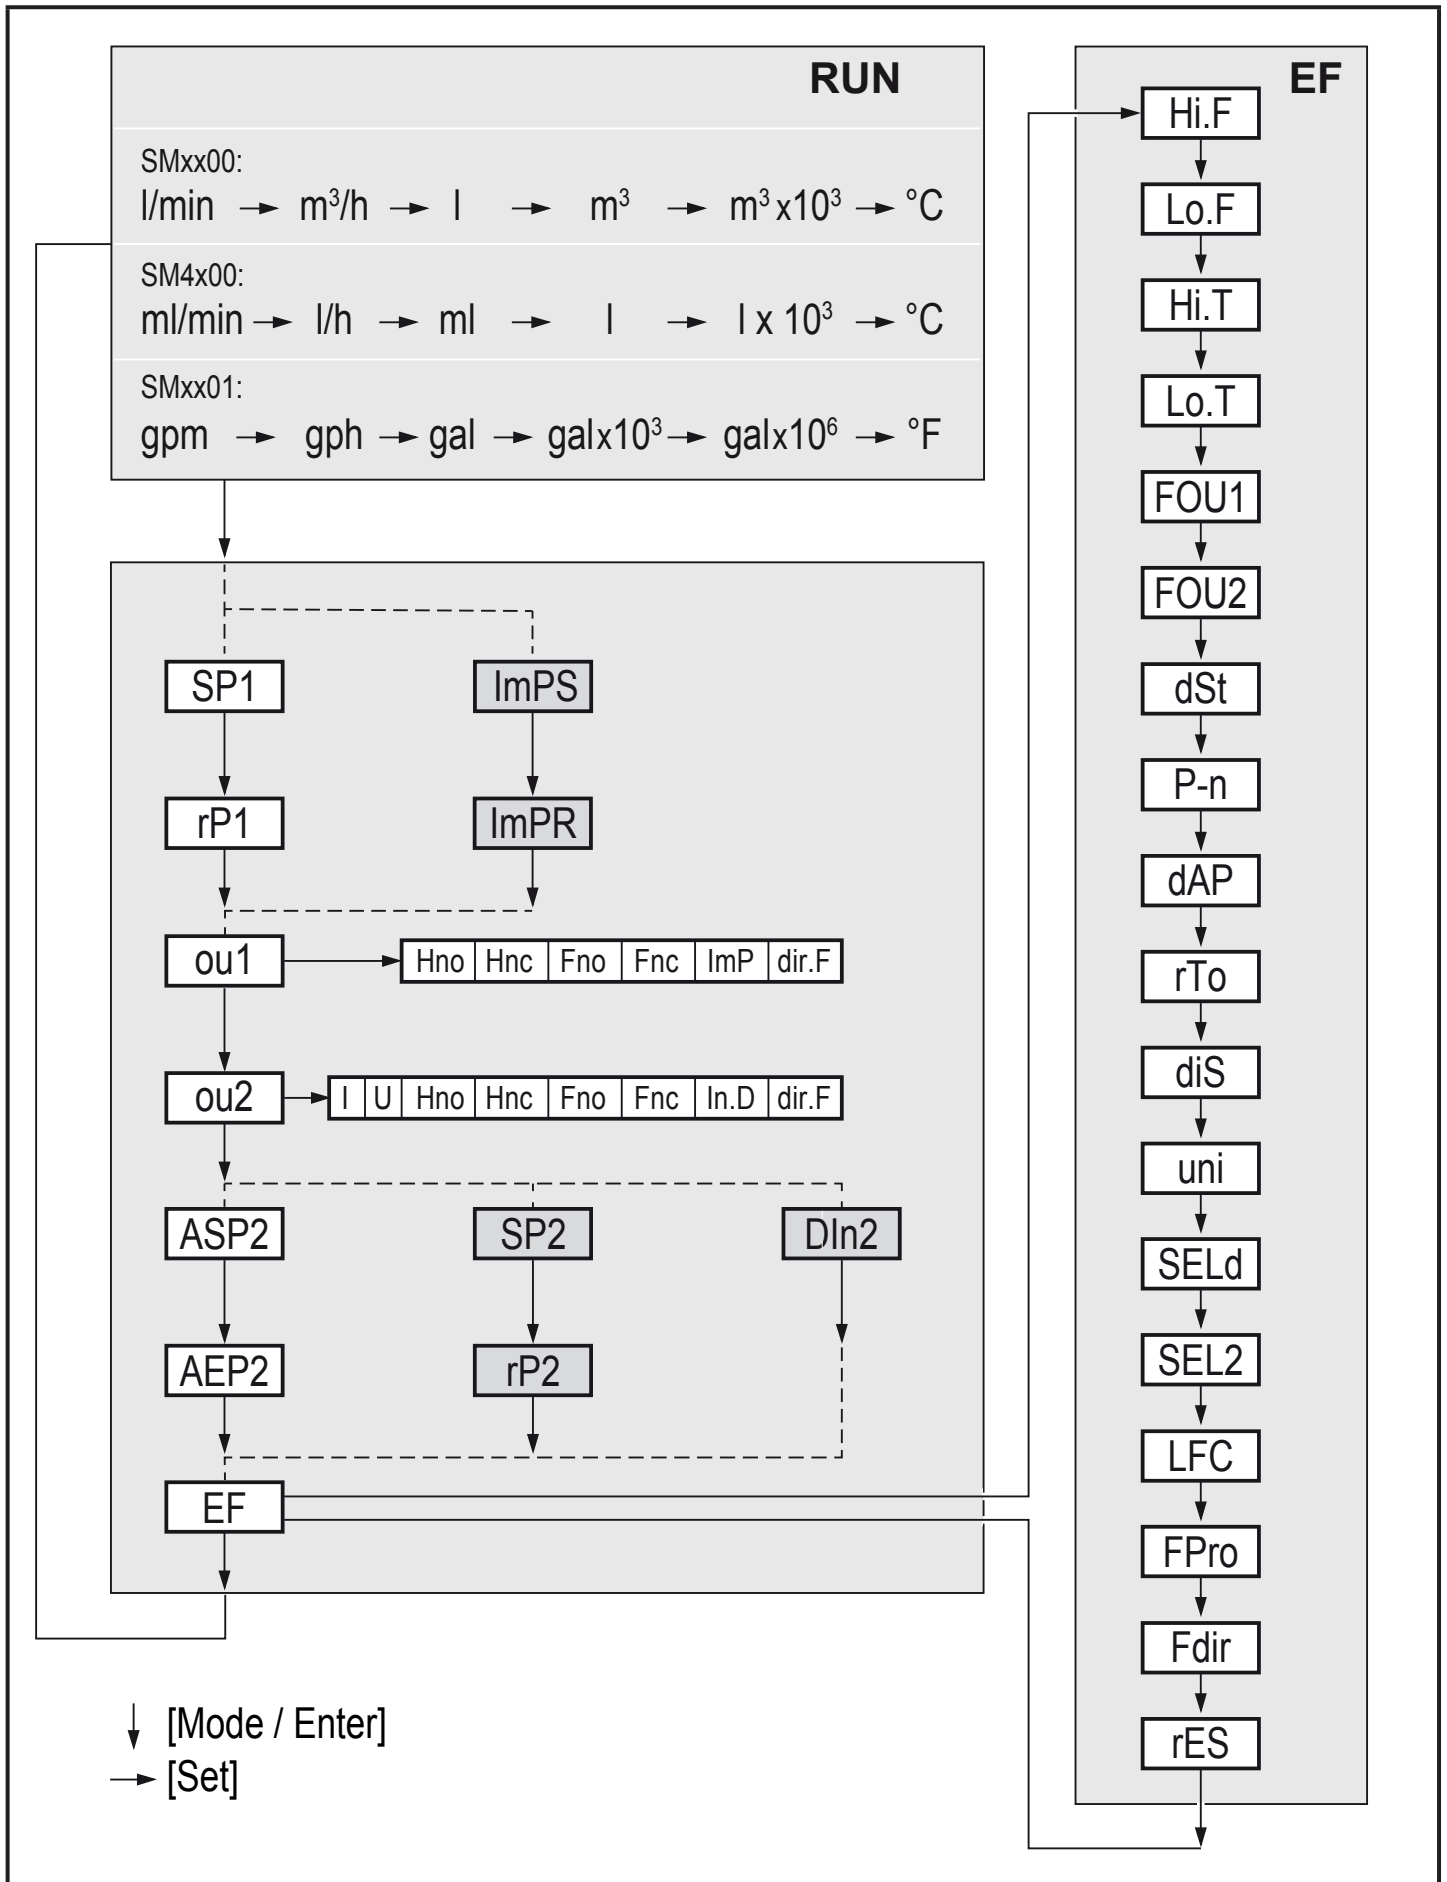 RUN
SMxx00:
l/min m³/h l m³ m³ x10³ °C
SM4x00:
ml/min l/h ml l l x 10³ °C
SMxx01:
gpm gph gal galx10³ galx10⁶ °F
SP1 ImPS
rP1 ImPR
ou1 Hno Hnc Fno Fnc ImP dir.F
ou2 I U Hno Hnc Fno Fnc In.D dir.F
ASP2 SP2 DIn2
AEP2 rP2
EF
[Mode / Enter]
[Set]
EF
Hi.F
Lo.F
Hi.T
Lo.T
FOU1
FOU2
dSt
P-n
dAP
rTo
diS
uni
SELd
SEL2
LFC
FPro
Fdir
rES